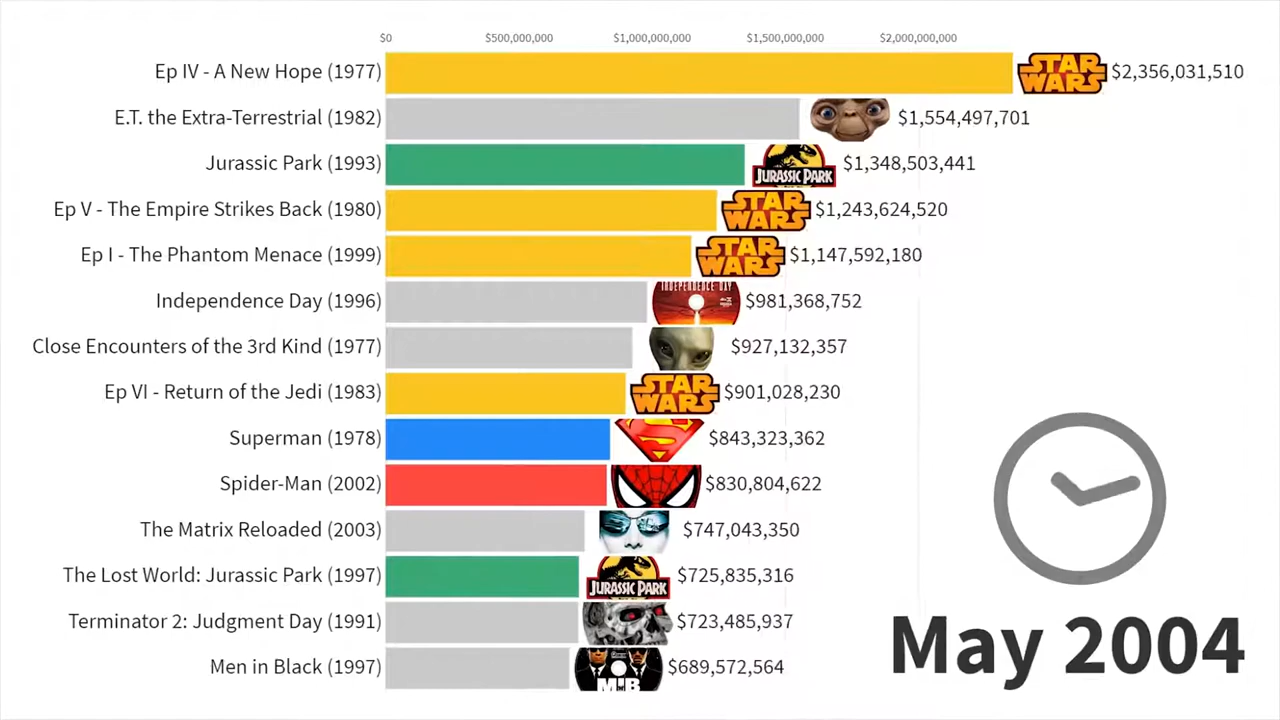 $0 $500,000,000 $1,000,000,000 $1,500,000,000 $2,000,000,000
Ep IV - A New Hope (1977) STAR WARS $2,356,031,510
E.T. the Extra-Terrestrial (1982) $1,554,497,701
Jurassic Park (1993) JURASSIC PARK $1,348,503,441
Ep V - The Empire Strikes Back (1980) STAR WARS $1,243,624,520
Ep I - The Phantom Menace (1999) STAR WARS $1,147,592,180
Independence Day (1996) INDEPENDENCE DAY $981,368,752
Close Encounters of the 3rd Kind (1977) $927,132,357
Ep VI - Return of the Jedi (1983) STAR WARS $901,028,230
Superman (1978) $843,323,362
Spider-Man (2002) $830,804,622
The Matrix Reloaded (2003) $747,043,350
The Lost World: Jurassic Park (1997) JURASSIC PARK $725,835,316
Terminator 2: Judgment Day (1991) $723,485,937
Men in Black (1997) MIB $689,572,564
May 2004